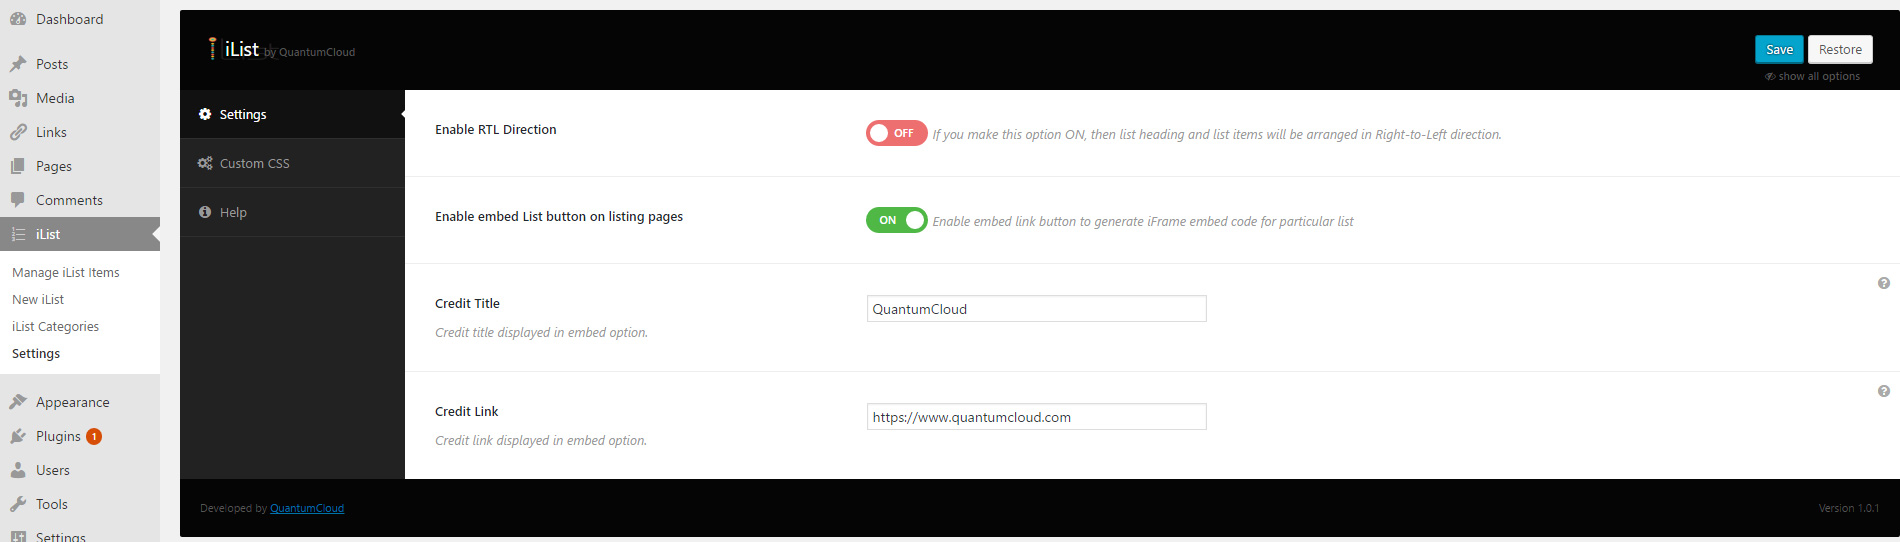 Dashboard
Posts
Media
Links
Pages
Comments
iList
Manage iList Items
New iList
iList Categories
Settings
Appearance
Plugins 1
Users
Tools
Settings
iList by QuantumCloud
Save Restore
show all options
Settings
Custom CSS
Help
Enable RTL Direction
OFF If you make this option ON, then list heading and list items will be arranged in Right-to-Left direction.
Enable embed List button on listing pages
ON Enable embed link button to generate iFrame embed code for particular list
Credit Title
Credit title displayed in embed option.
QuantumCloud
Credit Link
Credit link displayed in embed option.
https://www.quantumcloud.com
Developed by QuantumCloud
Version 1.0.1